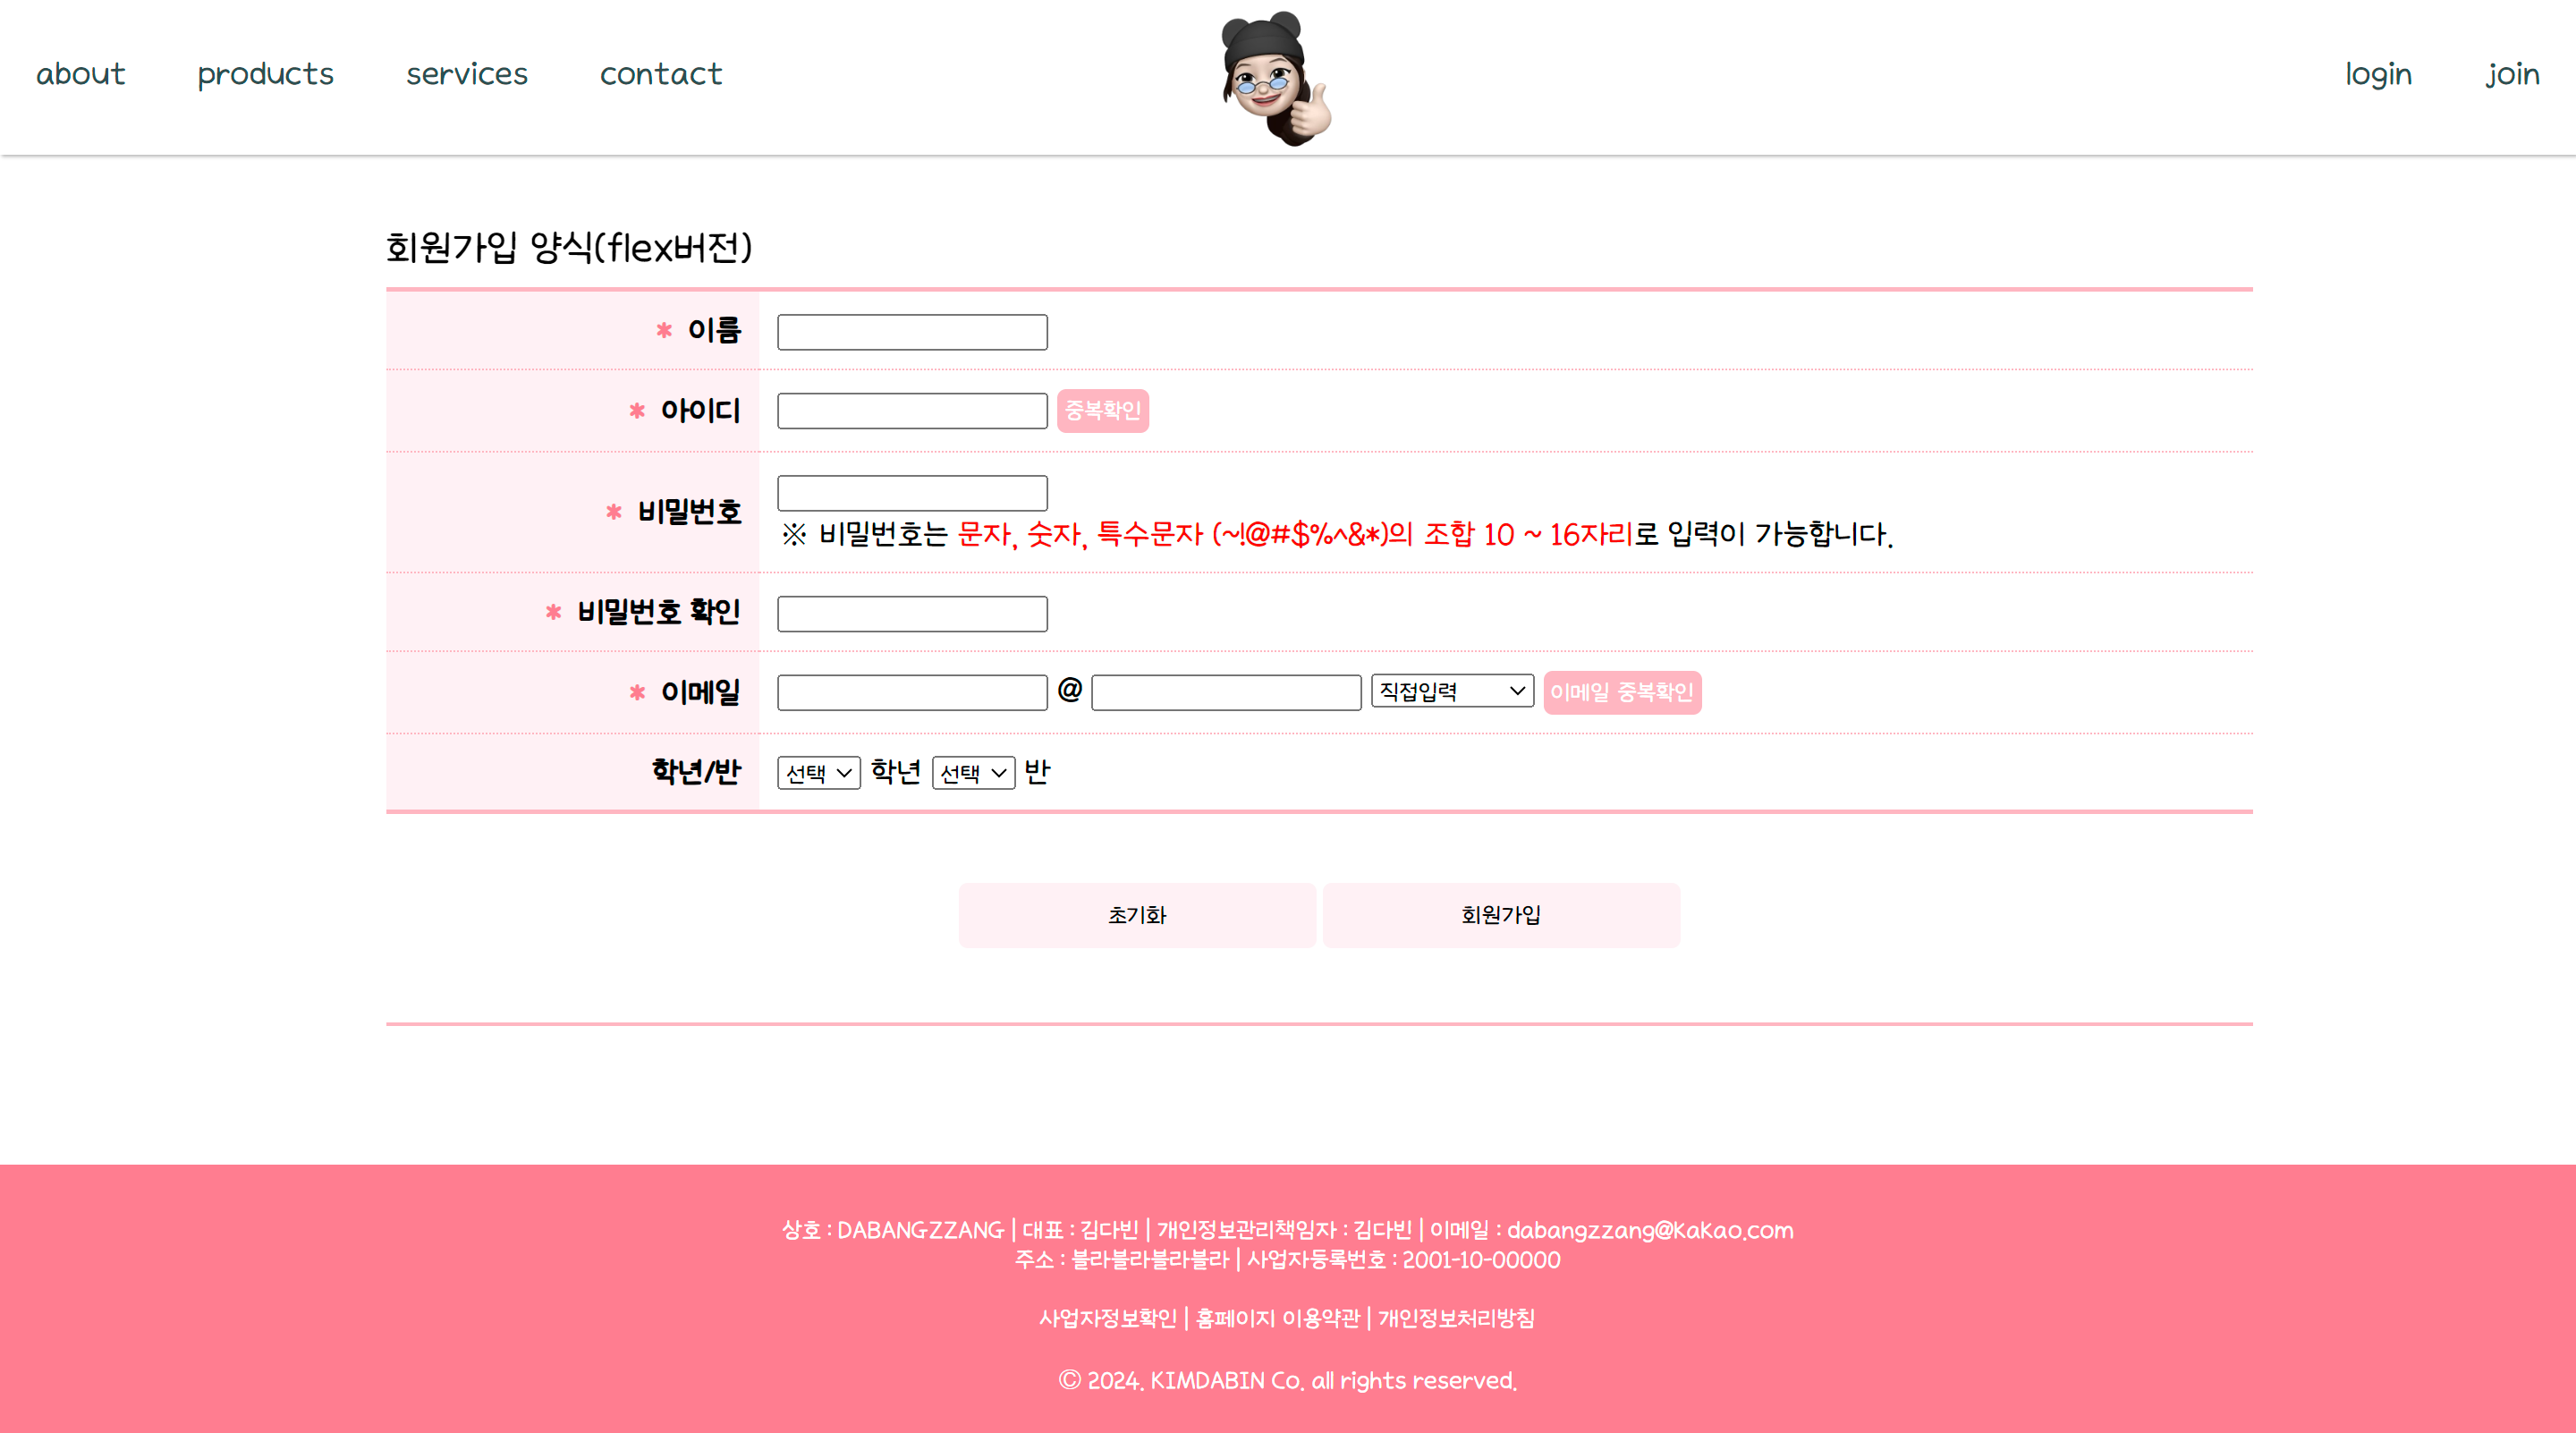 about products services contact login join
회원가입 양식(flex버전)
* 이름
* 아이디 중복확인
* 비밀번호
※ 비밀번호는 문자, 숫자, 특수문자 (~!@#$%^&*)의 조합 10 ~ 16자리로 입력이 가능합니다.
* 비밀번호 확인
* 이메일 @ 직접입력 이메일 중복확인
학년/반 선택 학년 선택 반
초기화 회원가입
상호 : DABANGZZANG | 대표 : 김다빈 | 개인정보관리책임자 : 김다빈 | 이메일 : dabangzzang@kakao.com
주소 : 블라블라블라블라 | 사업자등록번호 : 2001-10-00000
사업자정보확인 | 홈페이지 이용약관 | 개인정보처리방침
© 2024. KIMDABIN Co. all rights reserved.